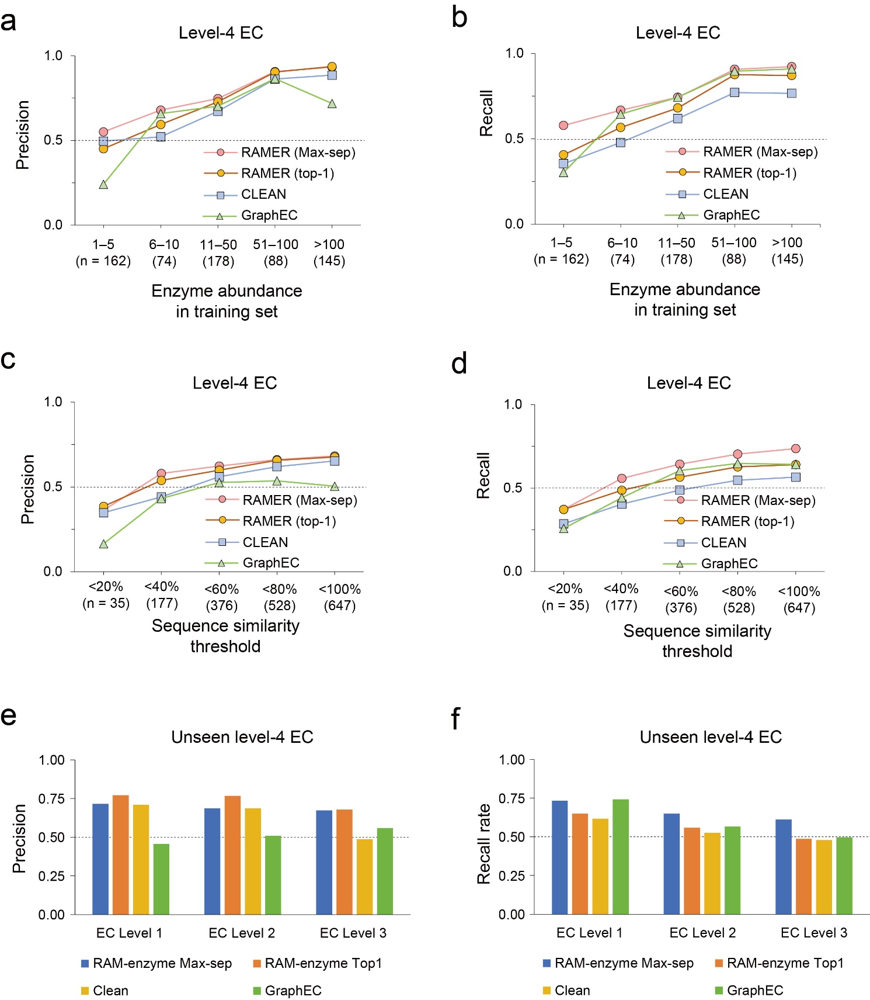 a
Level-4 EC
1.0
0.5
0.0
Precision
RAMER (Max-sep)
RAMER (top-1)
CLEAN
GraphEC
1–5 6–10 11–50 51–100 >100
(n = 162) (74) (178) (88) (145)
Enzyme abundance
in training set
b
Level-4 EC
1.0
0.5
0.0
Recall
RAMER (Max-sep)
RAMER (top-1)
CLEAN
GraphEC
1–5 6–10 11–50 51–100 >100
(n = 162) (74) (178) (88) (145)
Enzyme abundance
in training set
c
Level-4 EC
1.0
0.5
0.0
Precision
RAMER (Max-sep)
RAMER (top-1)
CLEAN
GraphEC
<20% <40% <60% <80% <100%
(n = 35) (177) (376) (528) (647)
Sequence similarity
threshold
d
Level-4 EC
1.0
0.5
0.0
Recall
RAMER (Max-sep)
RAMER (top-1)
CLEAN
GraphEC
<20% <40% <60% <80% <100%
(n = 35) (177) (376) (528) (647)
Sequence similarity
threshold
e
Unseen level-4 EC
1.00
0.75
0.50
0.25
0.00
Precision
EC Level 1 EC Level 2 EC Level 3
RAM-enzyme Max-sep RAM-enzyme Top1
Clean GraphEC
f
Unseen level-4 EC
1.00
0.75
0.50
0.25
0.00
Recall rate
EC Level 1 EC Level 2 EC Level 3
RAM-enzyme Max-sep RAM-enzyme Top1
Clean GraphEC